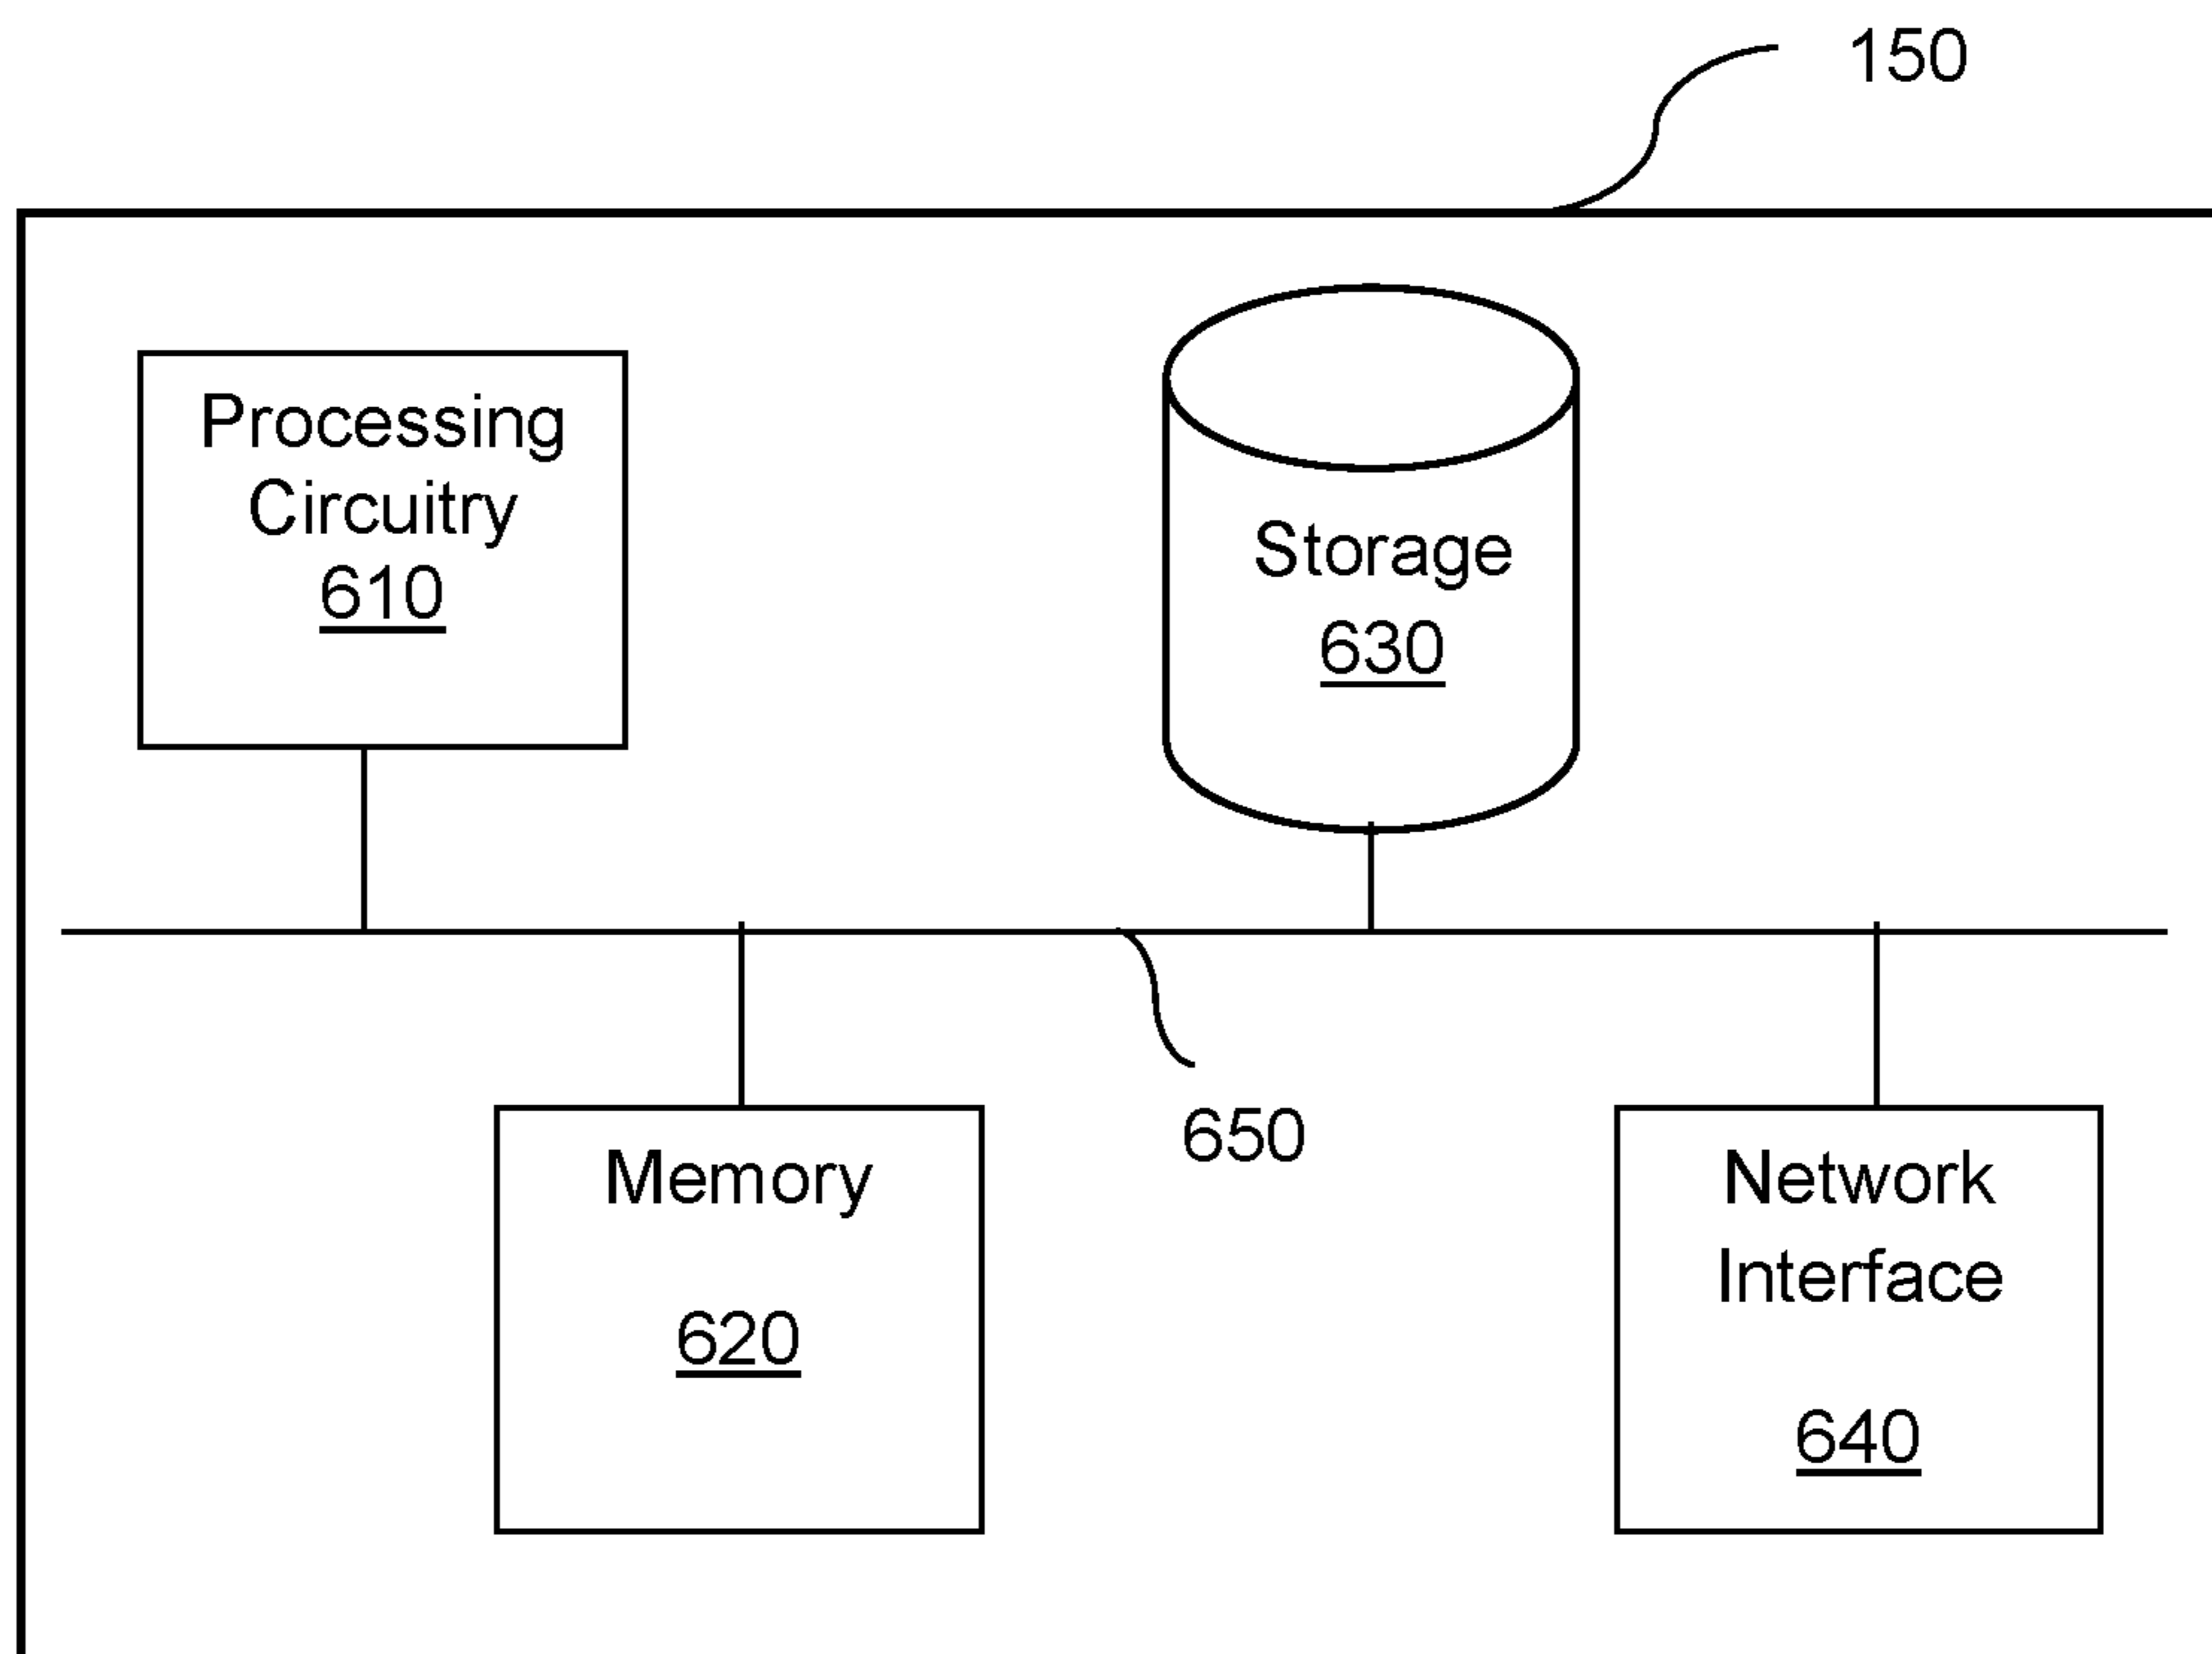 150
Processing
Circuitry
610
Storage
630
650
Memory
620
Network
Interface
640